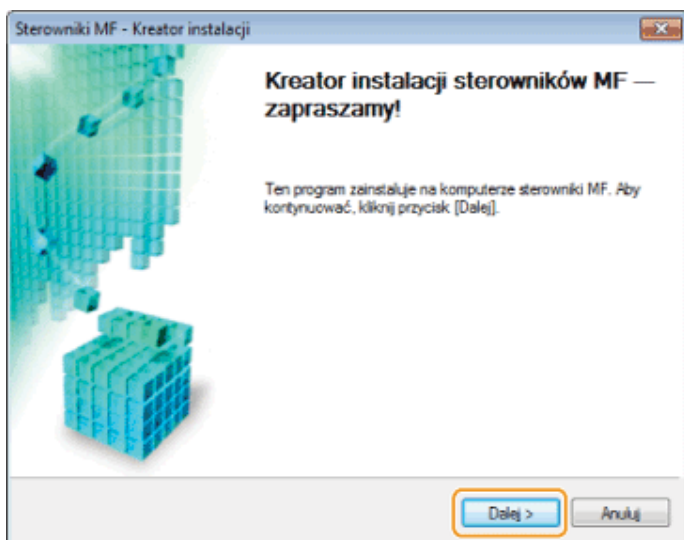 Sterowniki MF - Kreator instalacji
Kreator instalacji sterowników MF —
zapraszamy!
Ten program zainstaluje na komputerze sterowniki MF. Aby
kontynuować, kliknij przycisk [Dalej].
Dalej >
Anuluj